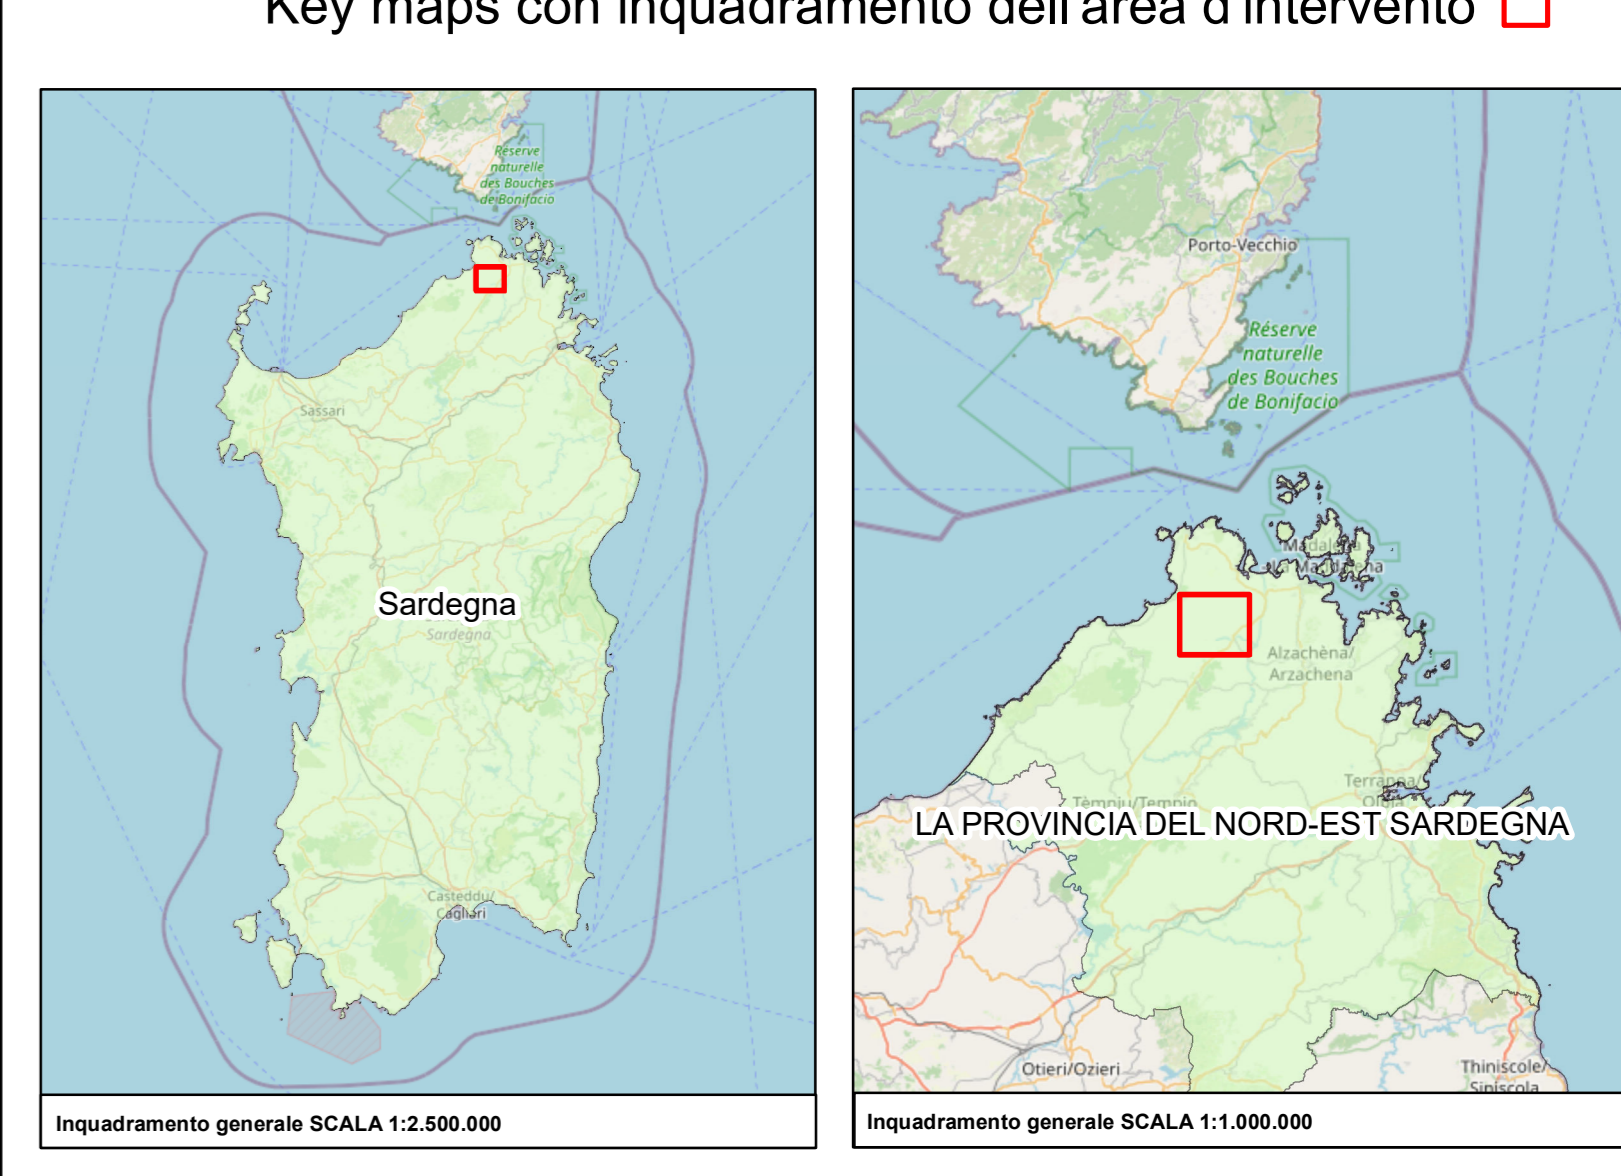 Key maps con inquadramento dell'area d'intervento
Réserve
naturelle
des Bouches
de Bonifacio
Sassari
Sardegna
Sardegna
Casteddu/
Cagliari
Inquadramento generale SCALA 1:2.500.000
Porto-Vecchio
Réserve
naturelle
des Bouches
de Bonifacio
La Maddalena
Alzachèna/
Arzachena
Terranoa/
Olbia
Tèmpiu/Tempio
LA PROVINCIA DEL NORD-EST SARDEGNA
Otieri/Ozieri
Thiniscole/
Siniscola
Inquadramento generale SCALA 1:1.000.000